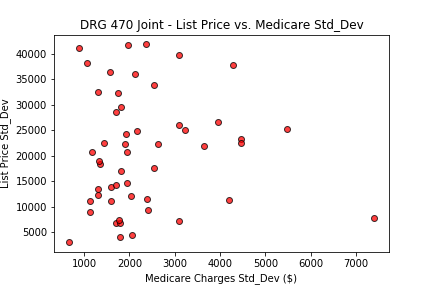 DRG 470 Joint - List Price vs. Medicare Std_Dev
List Price Std_Dev
40000
35000
30000
25000
20000
15000
10000
5000
1000 2000 3000 4000 5000 6000 7000
Medicare Charges Std_Dev ($)